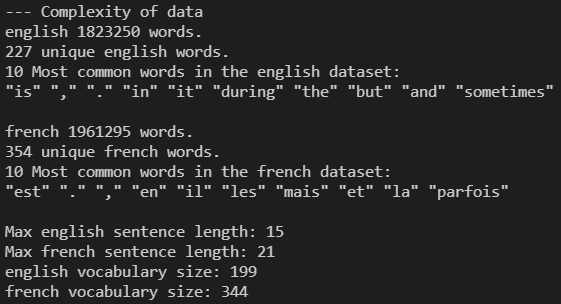 --- Complexity of data
english 1823250 words.
227 unique english words.
10 Most common words in the english dataset:
"is" "," "." "in" "it" "during" "the" "but" "and" "sometimes"
french 1961295 words.
354 unique french words.
10 Most common words in the french dataset:
"est" "." "," "en" "il" "les" "mais" "et" "la" "parfois"
Max english sentence length: 15
Max french sentence length: 21
english vocabulary size: 199
french vocabulary size: 344